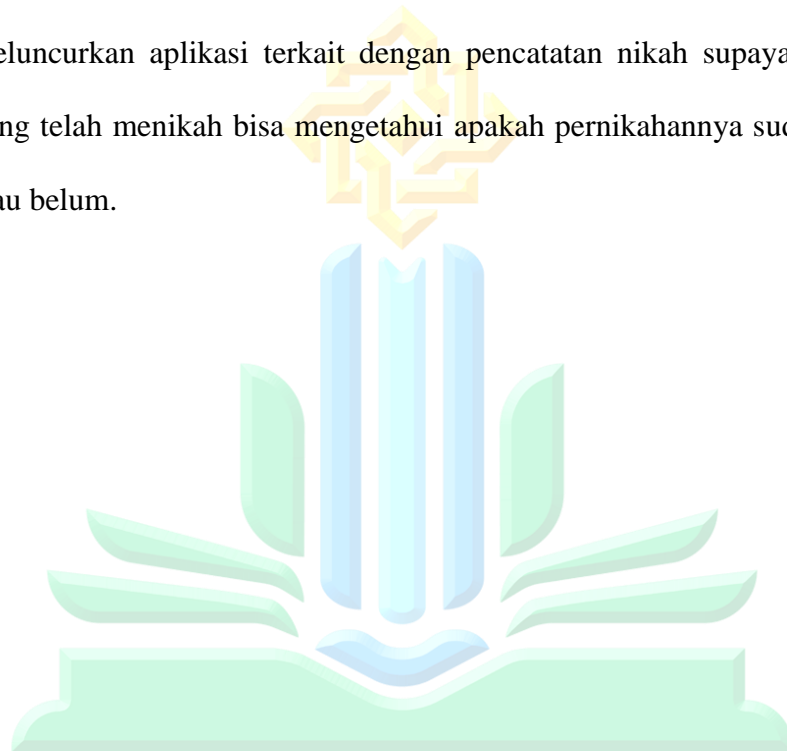 eluncurkan aplikasi terkait dengan pencatatan nikah supaya
ng telah menikah bisa mengetahui apakah pernikahannya sud
au belum.